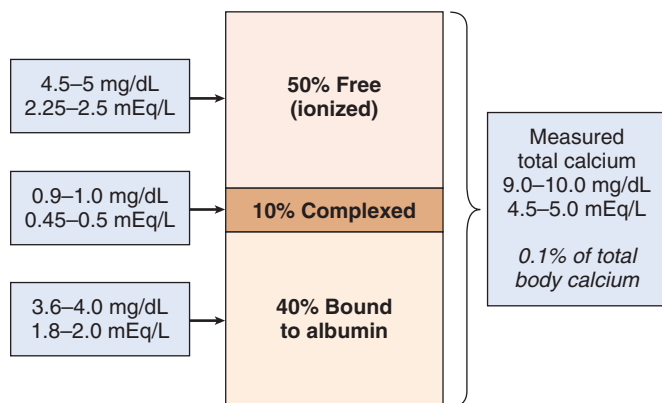 4.5–5 mg/dL
2.25–2.5 mEq/L
50% Free
(ionized)
0.9–1.0 mg/dL
0.45–0.5 mEq/L
10% Complexed
3.6–4.0 mg/dL
1.8–2.0 mEq/L
40% Bound
to albumin
Measured
total calcium
9.0–10.0 mg/dL
4.5–5.0 mEq/L
0.1% of total
body calcium